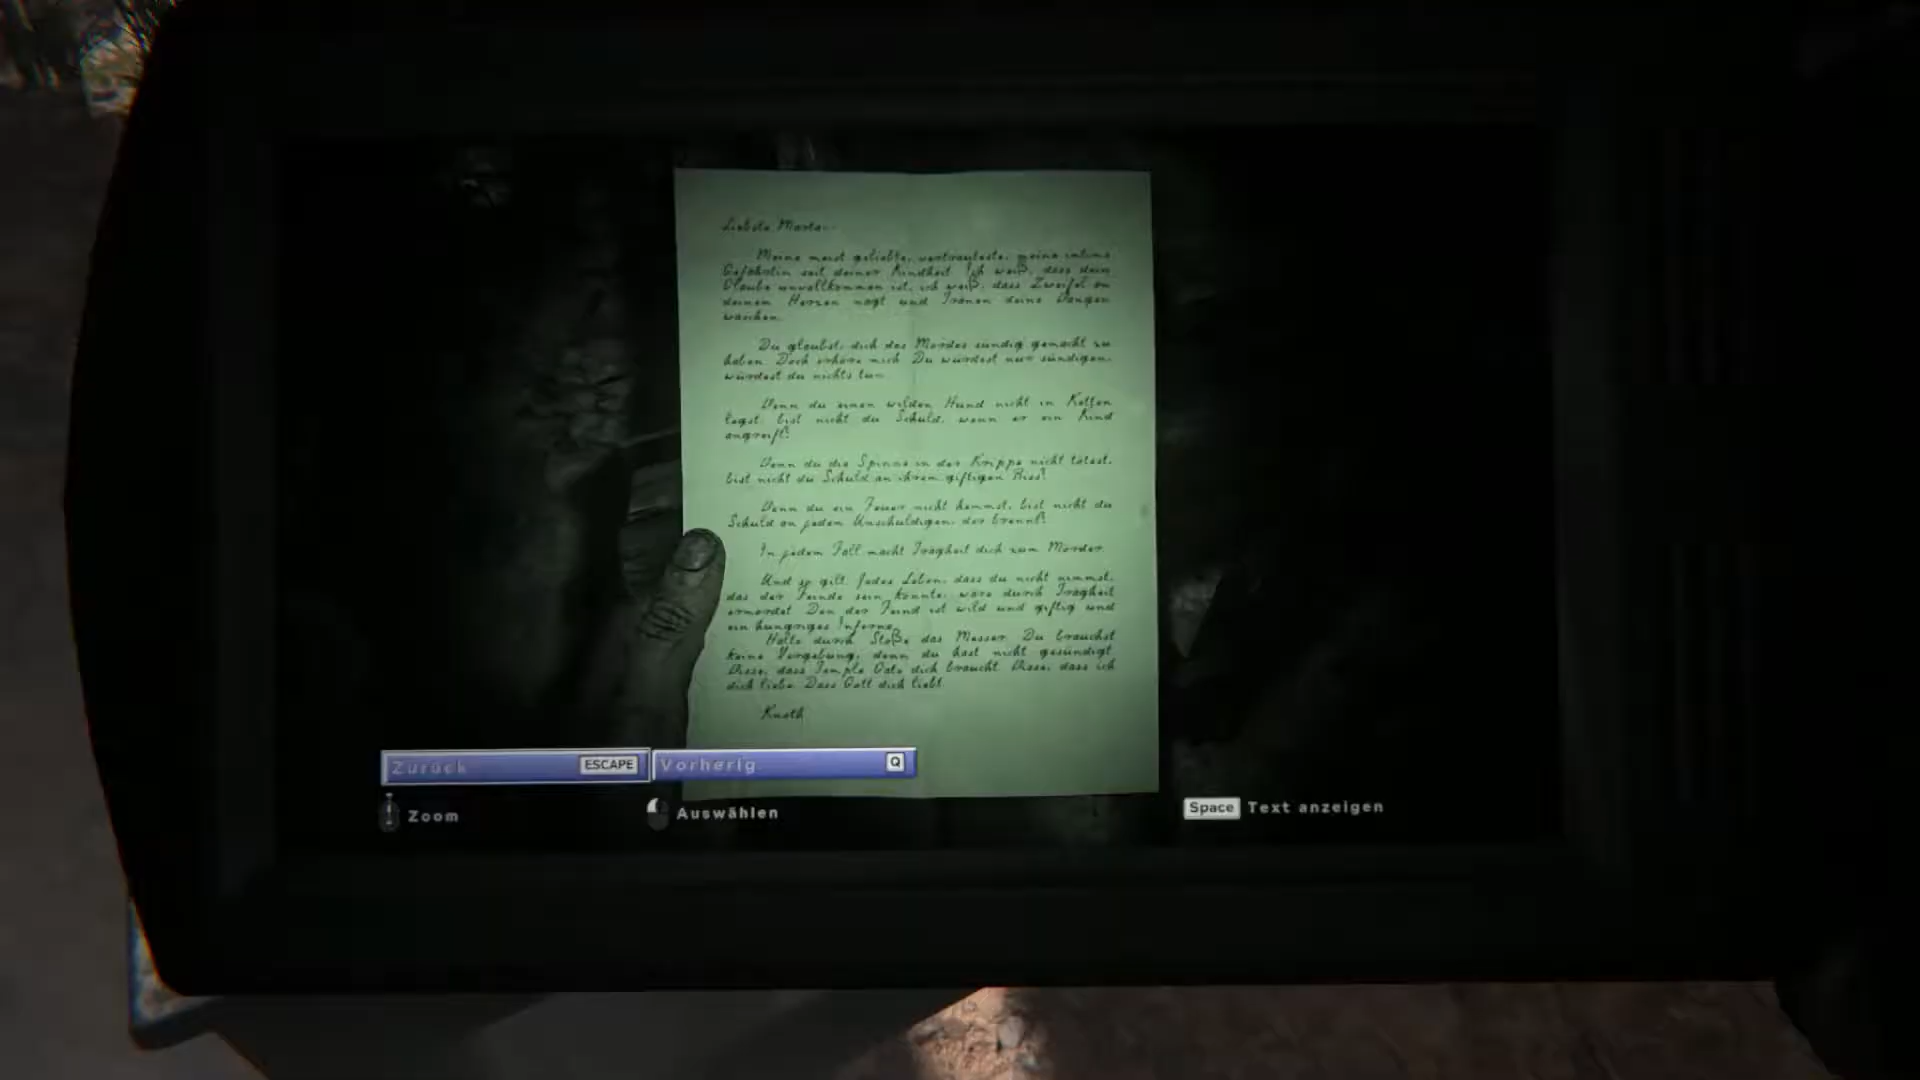 Liebste Marta--
Meine meist geliebte, vertrauteste, meine intime
Gefährtin seit deiner Kindheit. Ich weiß, dass dein
Glaube unvollkommen ist, ich weiß, dass Zweifel an
deinem Herzen nagt und Tränen deine Wangen
waschen.
Du glaubst, dich des Mordes sündig gemacht zu
haben. Doch erhöre mich. Du würdest nur sündigen,
würdest du nichts tun.
Wenn du einen wilden Hund nicht in Ketten
legst, bist nicht du Schuld, wenn er ein Kind
angreift?
Wenn du die Spinne in der Krippe nicht tötest,
bist nicht du Schuld an ihrem giftigen Biss?
Wenn du ein Feuer nicht hemmst, bist nicht du
Schuld an jedem Unschuldigen, der brennt?
In jedem Fall macht Trägheit dich zum Mörder.
Und so gilt: Jedes Leben, dass du nicht nimmst,
das der Feinde sein könnte, wäre durch Trägheit
ermordet. Den der Feind ist wild und giftig und
ein hungriges Inferno.
Halte durch. Stoße das Messer. Du brauchst
keine Vergebung, denn du hast nicht gesündigt.
Wisse, dass Temple Gate dich braucht. Wisse, dass ich
dich liebe. Dass Gott dich liebt.
Knoth
Zurück ESCAPE Vorherig Q
Zoom Auswählen Space Text anzeigen